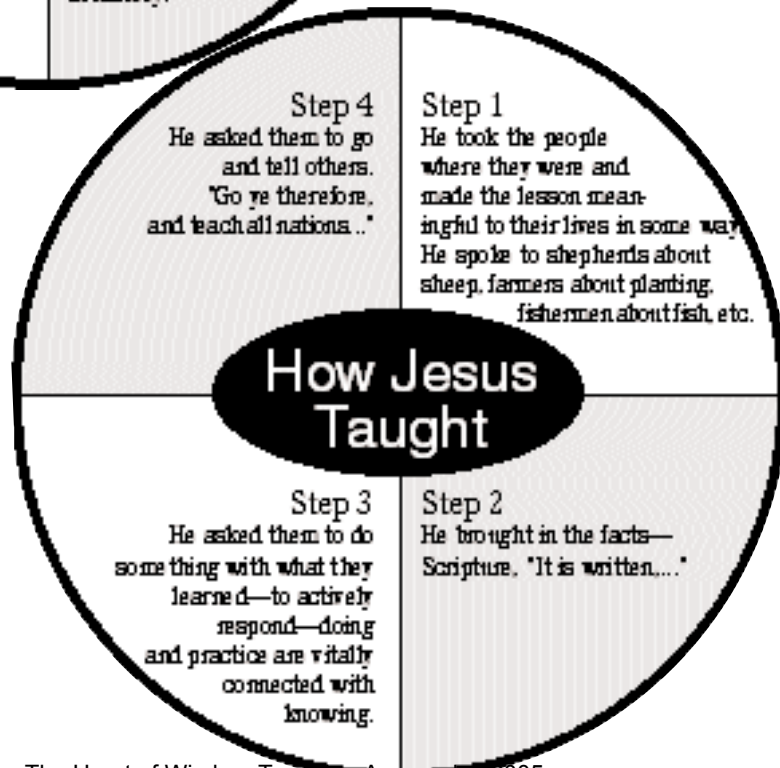 How Jesus
Taught
Step 1
He took the people
where they were and
made the lesson mean-
ingful to their lives in some way.
He spoke to shepherds about
sheep, farmers about planting,
fishermen about fish, etc.
Step 2
He brought in the facts—
Scripture, "It is written,..."
Step 3
He asked them to do
something with what they
learned—to actively
respond—doing
and practice are vitally
connected with
knowing.
Step 4
He asked them to go
and tell others.
"Go ye therefore,
and teach all nations..."